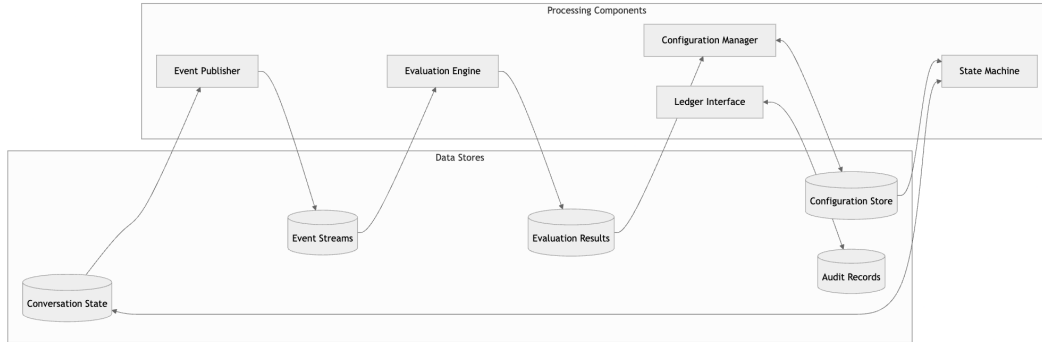 Processing Components
Configuration Manager
Event Publisher
Evaluation Engine
State Machine
Ledger Interface
Data Stores
Configuration Store
Event Streams
Evaluation Results
Audit Records
Conversation State